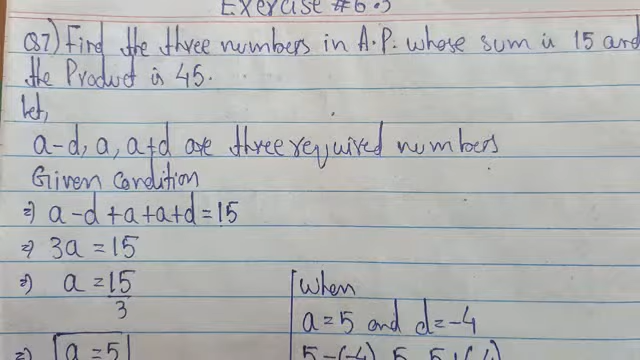 Exercise #6.3
Q7) Find the three numbers in A.P. whose sum is 15 and
the Product is 45.
Let,
a-d, a, a+d are three required numbers
Given Condition
⇒ a-d+a+a+d=15
⇒ 3a=15
⇒ a=15/3
⇒ a=5
When
a=5 and d=-4
5-(-4), 5, 5+(-4)